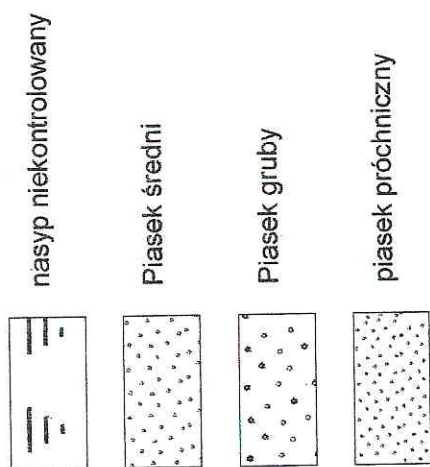 nasyp niekontrolowany
Piasek średni
Piasek gruby
piasek próchniczny